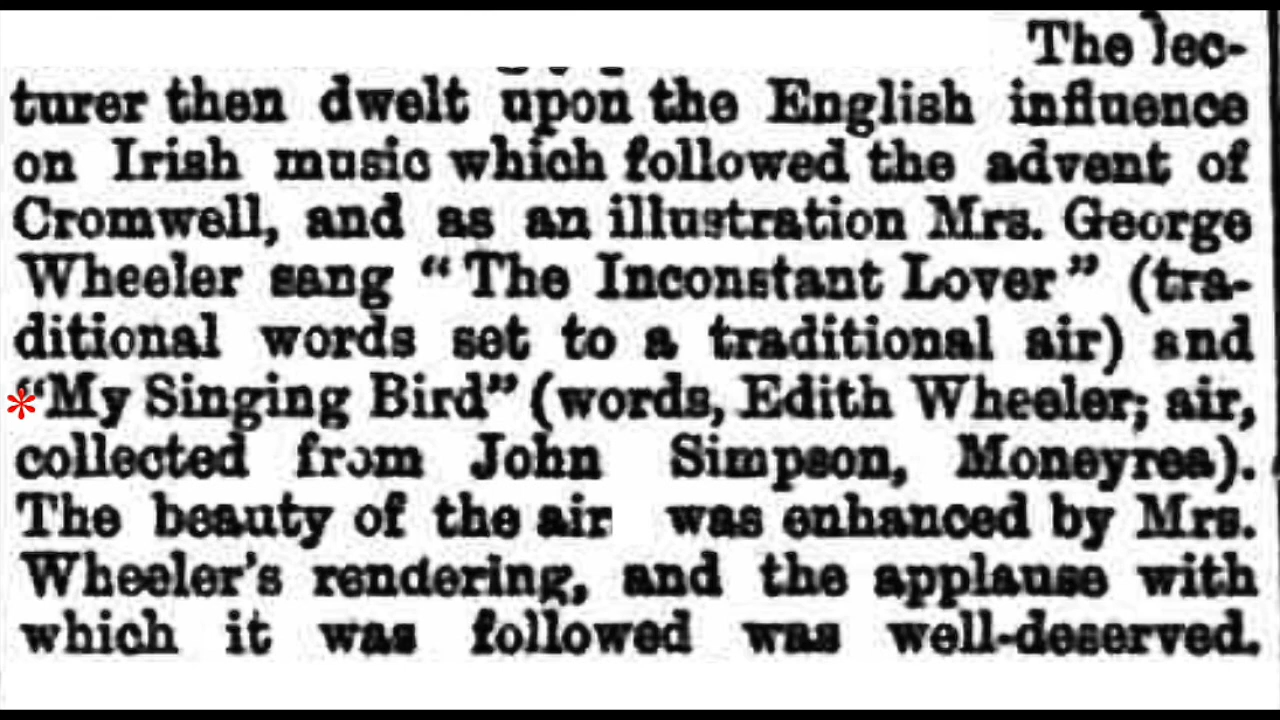 The lec-
turer then dwelt upon the English influence
on Irish music which followed the advent of
Cromwell, and as an illustration Mrs. George
Wheeler sang “The Inconstant Lover” (tra-
ditional words set to a traditional air) and
*“My Singing Bird” (words, Edith Wheeler; air,
collected from John Simpson, Moneyrea).
The beauty of the air was enhanced by Mrs.
Wheeler's rendering, and the applause with
which it was followed was well-deserved.